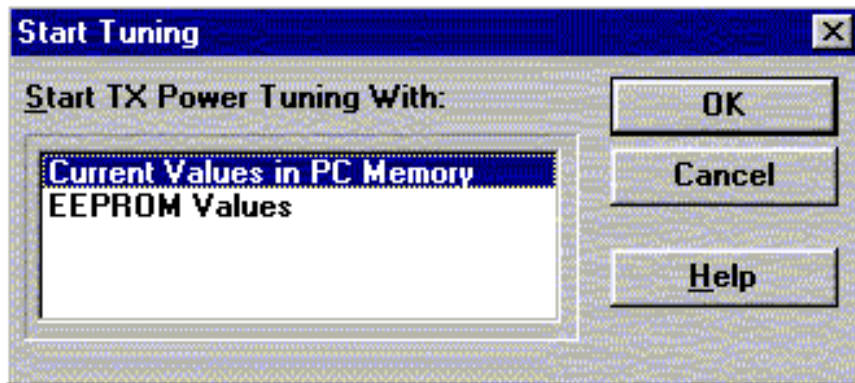 Start Tuning
Start TX Power Tuning With:
Current Values in PC Memory
EEPROM Values
OK
Cancel
Help